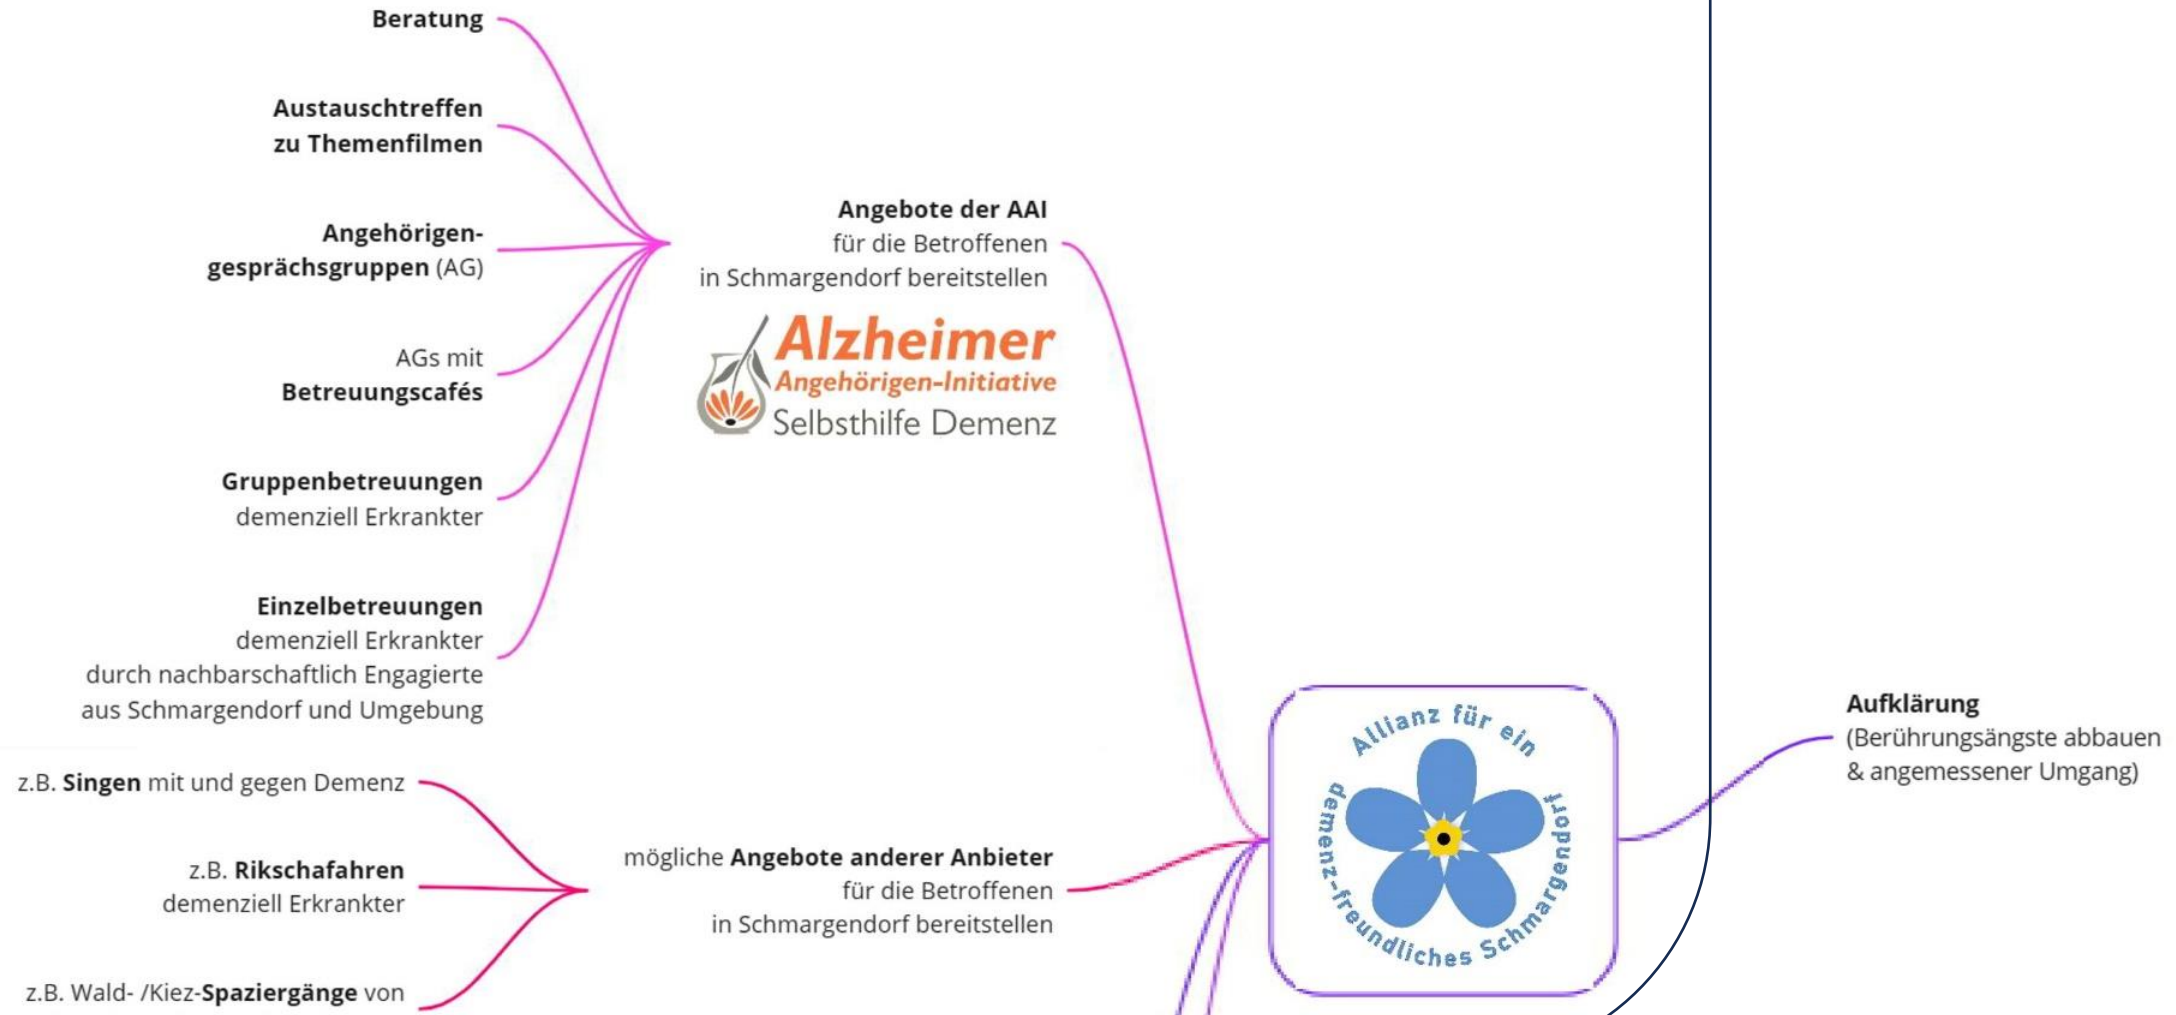 Beratung
Austauschtreffen
zu Themenfilmen
Angehörigen-
gesprächsgruppen (AG)
AGs mit
Betreuungscafés
Gruppenbetreuungen
demenziell Erkrankter
Einzelbetreuungen
demenziell Erkrankter
durch nachbarschaftlich Engagierte
aus Schmargendorf und Umgebung
Angebote der AAI
für die Betroffenen
in Schmargendorf bereitstellen
Alzheimer
Angehörigen-Initiative
Selbsthilfe Demenz
z.B. Singen mit und gegen Demenz
z.B. Rikschafahren
demenziell Erkrankter
z.B. Wald- /Kiez-Spaziergänge von
mögliche Angebote anderer Anbieter
für die Betroffenen
in Schmargendorf bereitstellen
Allianz für ein
demenz-freundliches Schmargendorf
Aufklärung
(Berührungsängste abbauen
& angemessener Umgang)